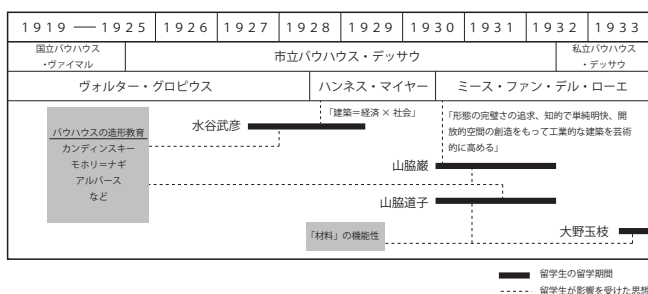 1919 ── 1925 1926 1927 1928 1929 1930 1931 1932 1933
国立バウハウス
・ヴァイマル
市立バウハウス・デッサウ
私立バウハウス
・デッサウ
ヴォルター・グロピウス
ハンネス・マイヤー
ミース・ファン・デル・ローエ
「建築＝経済 × 社会」
「形態の完璧さの追求、知的で単純明快、開
放的空間の創造をもって工業的な建築を芸術
的に高める」
バウハウスの造形教育
カンディンスキー
モホリ＝ナギ
アルバース
など
水谷武彦
山脇巌
山脇道子
「材料」の機能性
大野玉枝
留学生の留学期間
留学生が影響を受けた思想